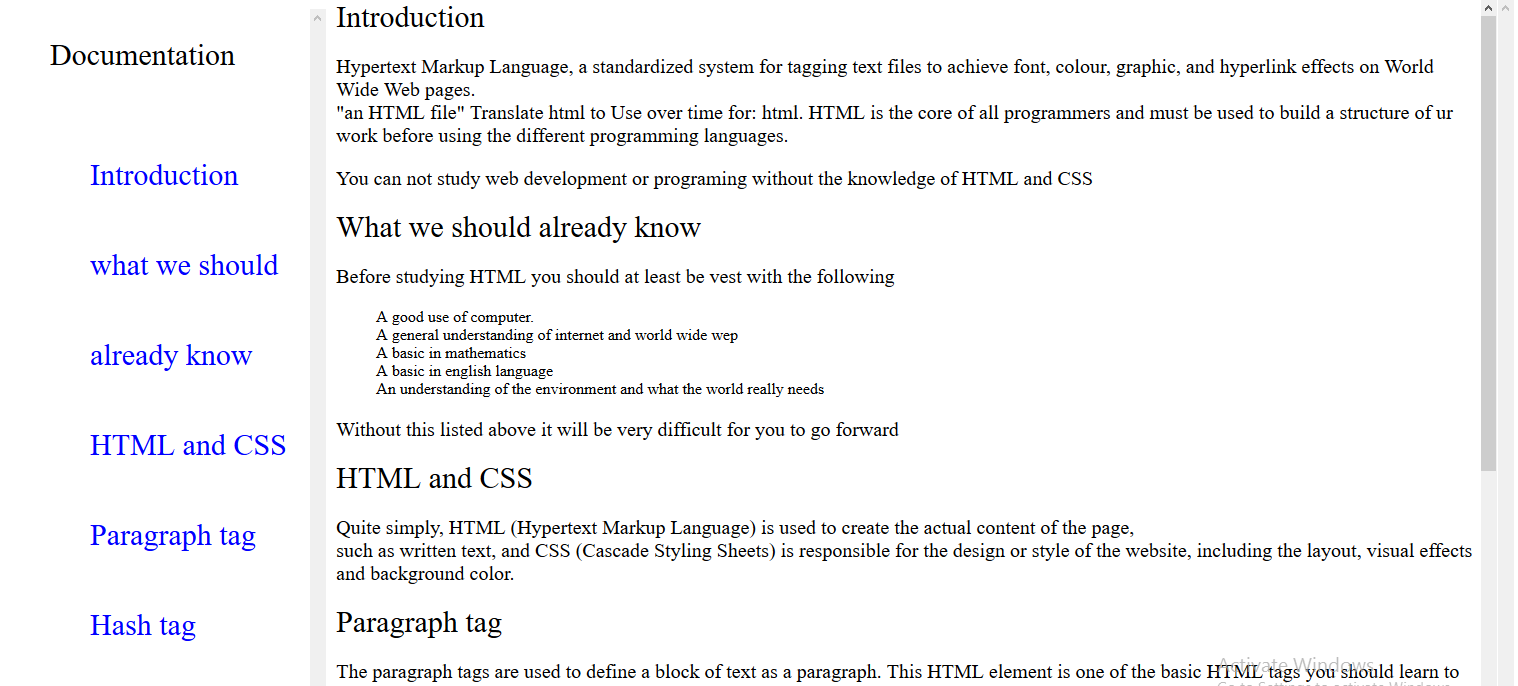 Documentation
Introduction
what we should
already know
HTML and CSS
Paragraph tag
Hash tag
Introduction
Hypertext Markup Language, a standardized system for tagging text files to achieve font, colour, graphic, and hyperlink effects on World
Wide Web pages.
"an HTML file" Translate html to Use over time for: html. HTML is the core of all programmers and must be used to build a structure of ur
work before using the different programming languages.
You can not study web development or programing without the knowledge of HTML and CSS
What we should already know
Before studying HTML you should at least be vest with the following
A good use of computer.
A general understanding of internet and world wide wep
A basic in mathematics
A basic in english language
An understanding of the environment and what the world really needs
Without this listed above it will be very difficult for you to go forward
HTML and CSS
Quite simply, HTML (Hypertext Markup Language) is used to create the actual content of the page,
such as written text, and CSS (Cascade Styling Sheets) is responsible for the design or style of the website, including the layout, visual effects
and background color.
Paragraph tag
The paragraph tags are used to define a block of text as a paragraph. This HTML element is one of the basic HTML tags you should learn to
Activate Windows